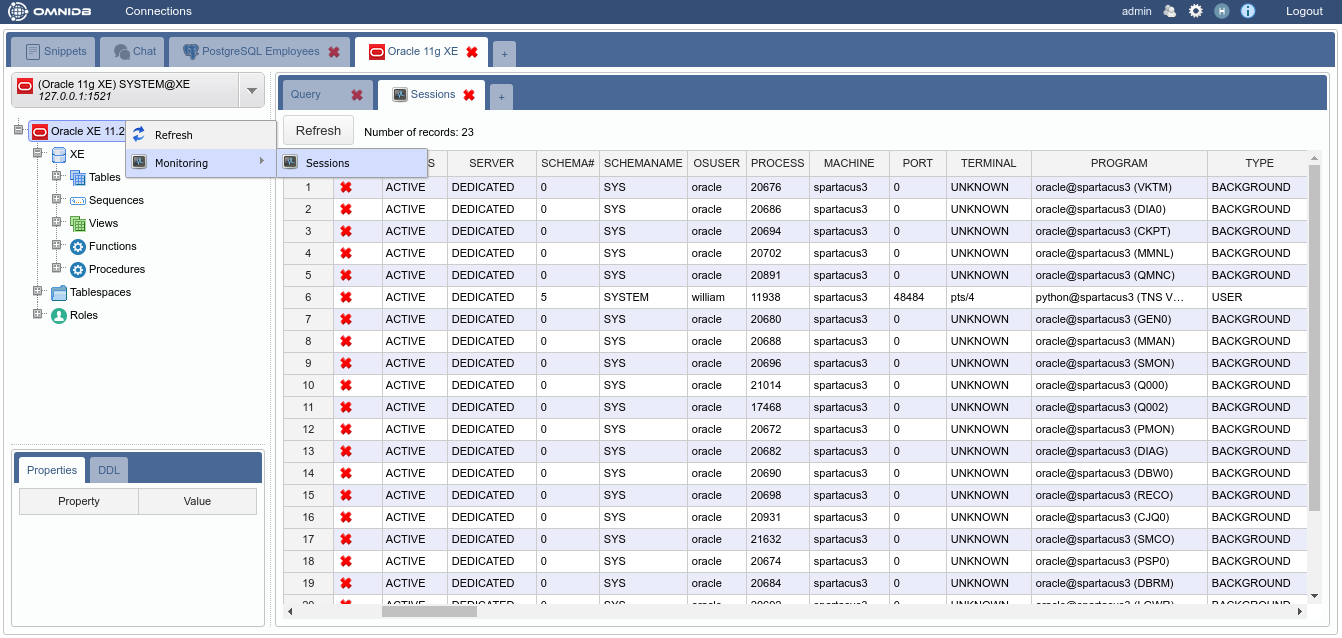 OMNIDB Connections admin Logout
Snippets Chat PostgreSQL Employees Oracle 11g XE +
(Oracle 11g XE) SYSTEM@XE
127.0.0.1:1521
Query Sessions +
Oracle XE 11.2
Refresh
Monitoring
Sessions
XE
Tables
Sequences
Views
Functions
Procedures
Tablespaces
Roles
Properties DDL
Property Value
Refresh Number of records: 23
S SERVER SCHEMA# SCHEMANAME OSUSER PROCESS MACHINE PORT TERMINAL PROGRAM TYPE
1 ACTIVE DEDICATED 0 SYS oracle 20676 spartacus3 0 UNKNOWN oracle@spartacus3 (VKTM) BACKGROUND
2 ACTIVE DEDICATED 0 SYS oracle 20686 spartacus3 0 UNKNOWN oracle@spartacus3 (DIA0) BACKGROUND
3 ACTIVE DEDICATED 0 SYS oracle 20694 spartacus3 0 UNKNOWN oracle@spartacus3 (CKPT) BACKGROUND
4 ACTIVE DEDICATED 0 SYS oracle 20702 spartacus3 0 UNKNOWN oracle@spartacus3 (MMNL) BACKGROUND
5 ACTIVE DEDICATED 0 SYS oracle 20891 spartacus3 0 UNKNOWN oracle@spartacus3 (QMNC) BACKGROUND
6 ACTIVE DEDICATED 5 SYSTEM william 11938 spartacus3 48484 pts/4 python@spartacus3 (TNS V… USER
7 ACTIVE DEDICATED 0 SYS oracle 20680 spartacus3 0 UNKNOWN oracle@spartacus3 (GEN0) BACKGROUND
8 ACTIVE DEDICATED 0 SYS oracle 20688 spartacus3 0 UNKNOWN oracle@spartacus3 (MMAN) BACKGROUND
9 ACTIVE DEDICATED 0 SYS oracle 20696 spartacus3 0 UNKNOWN oracle@spartacus3 (SMON) BACKGROUND
10 ACTIVE DEDICATED 0 SYS oracle 21014 spartacus3 0 UNKNOWN oracle@spartacus3 (Q000) BACKGROUND
11 ACTIVE DEDICATED 0 SYS oracle 17468 spartacus3 0 UNKNOWN oracle@spartacus3 (Q002) BACKGROUND
12 ACTIVE DEDICATED 0 SYS oracle 20672 spartacus3 0 UNKNOWN oracle@spartacus3 (PMON) BACKGROUND
13 ACTIVE DEDICATED 0 SYS oracle 20682 spartacus3 0 UNKNOWN oracle@spartacus3 (DIAG) BACKGROUND
14 ACTIVE DEDICATED 0 SYS oracle 20690 spartacus3 0 UNKNOWN oracle@spartacus3 (DBW0) BACKGROUND
15 ACTIVE DEDICATED 0 SYS oracle 20698 spartacus3 0 UNKNOWN oracle@spartacus3 (RECO) BACKGROUND
16 ACTIVE DEDICATED 0 SYS oracle 20931 spartacus3 0 UNKNOWN oracle@spartacus3 (CJQ0) BACKGROUND
17 ACTIVE DEDICATED 0 SYS oracle 21632 spartacus3 0 UNKNOWN oracle@spartacus3 (SMCO) BACKGROUND
18 ACTIVE DEDICATED 0 SYS oracle 20674 spartacus3 0 UNKNOWN oracle@spartacus3 (PSP0) BACKGROUND
19 ACTIVE DEDICATED 0 SYS oracle 20684 spartacus3 0 UNKNOWN oracle@spartacus3 (DBRM) BACKGROUND